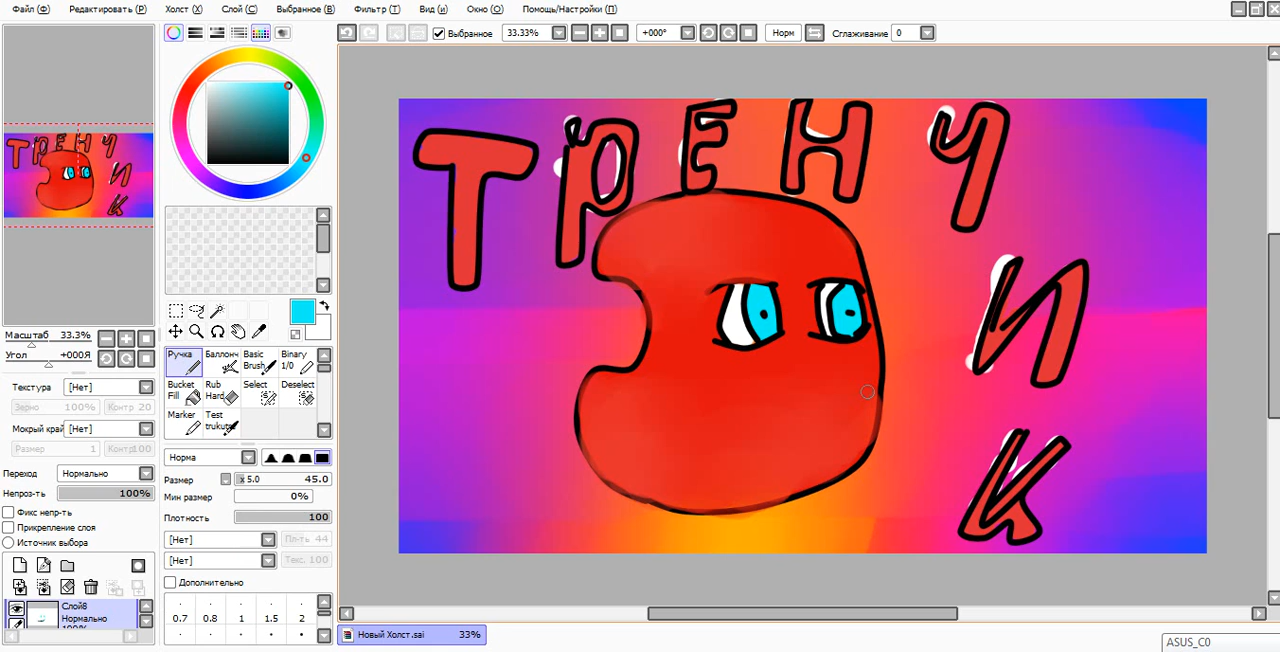 Файл (Ф) Редактировать (P) Холст (X) Слой (C) Выбранное (B) Фильтр (T) Вид (и) Окно (O) Помощь/Настройки (П)
Выбранное 33.33% +000° Норм Сглаживание 0
ТРЕНЧИК
Масштаб 33.3%
Угол +000Я
Текстура [Нет]
Зерно 100% Контр 20
Мокрый край [Нет]
Размер 1 Контр100
Переход Нормально
Непроз-ть 100%
Фикс непр-ть
Прикрепление слоя
Источник выбора
Слой8
Нормально
100%
Ручка Баллонч Basic Brush Binary 1/0
Bucket Fill Rub Hard Select Deselect
Marker Test trukut
Норма
Размер x 5.0 45.0
Мин размер 0%
Плотность 100
[Нет] Пл-ть 44
[Нет] Текс. 100
Дополнительно
0.7 0.8 1 1.5 2
Новый Холст.sai 33%
ASUS_C0